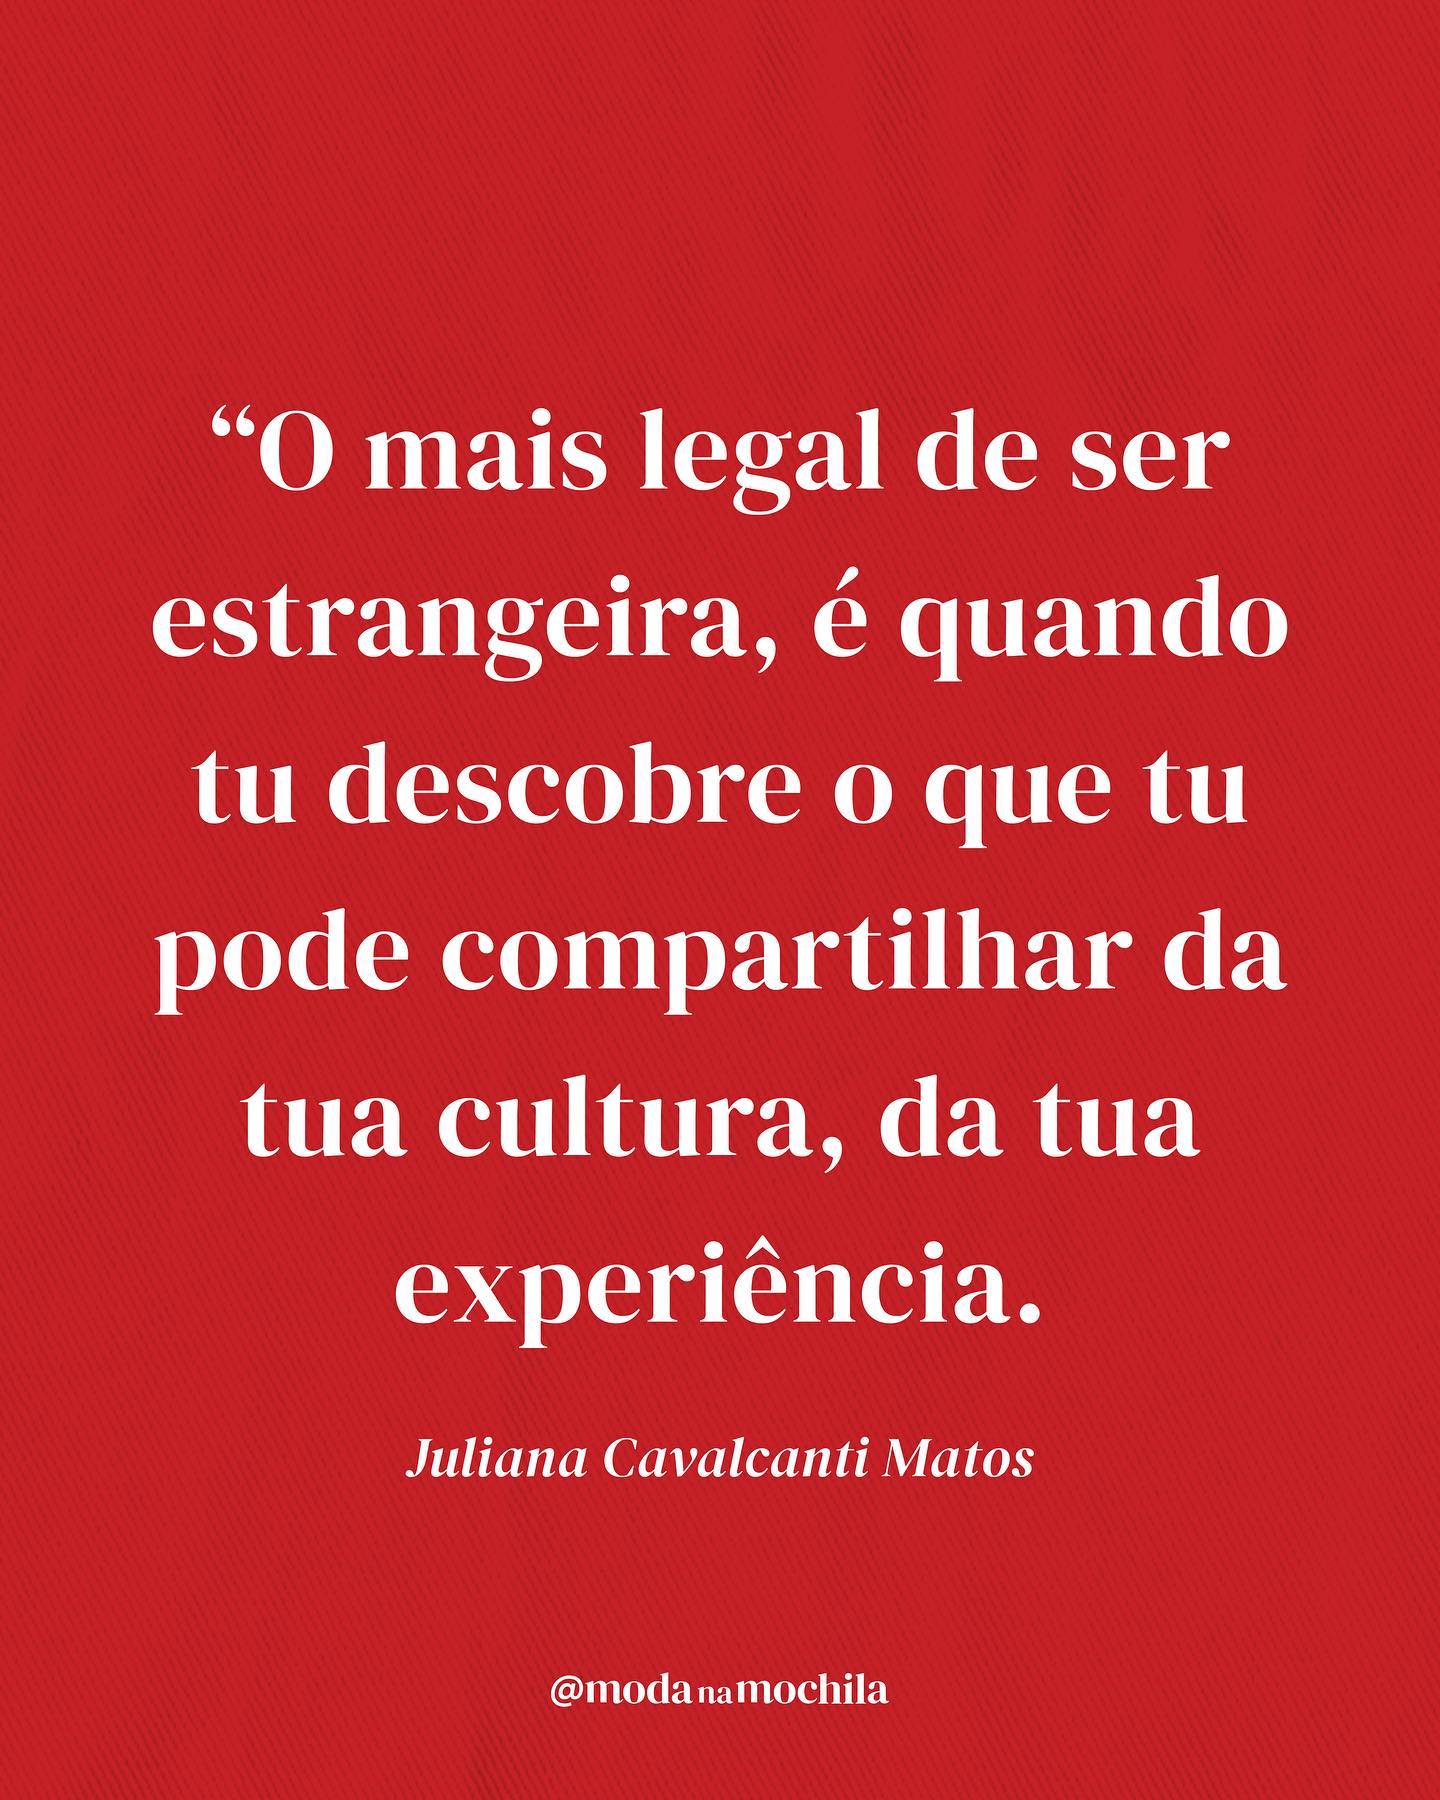 “O mais legal de ser
estrangeira, é quando
tu descobre o que tu
pode compartilhar da
tua cultura, da tua
experiência.
Juliana Cavalcanti Matos
@modanamochila